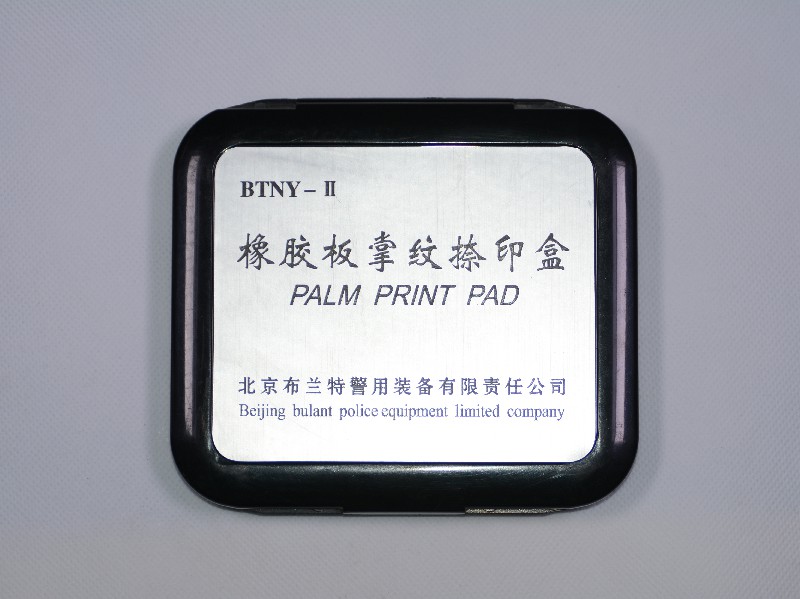 BTNY-Ⅱ
橡胶板掌纹捺印盒
PALM PRINT PAD
北京布兰特警用装备有限责任公司
Beijing bulant police equipment limited company